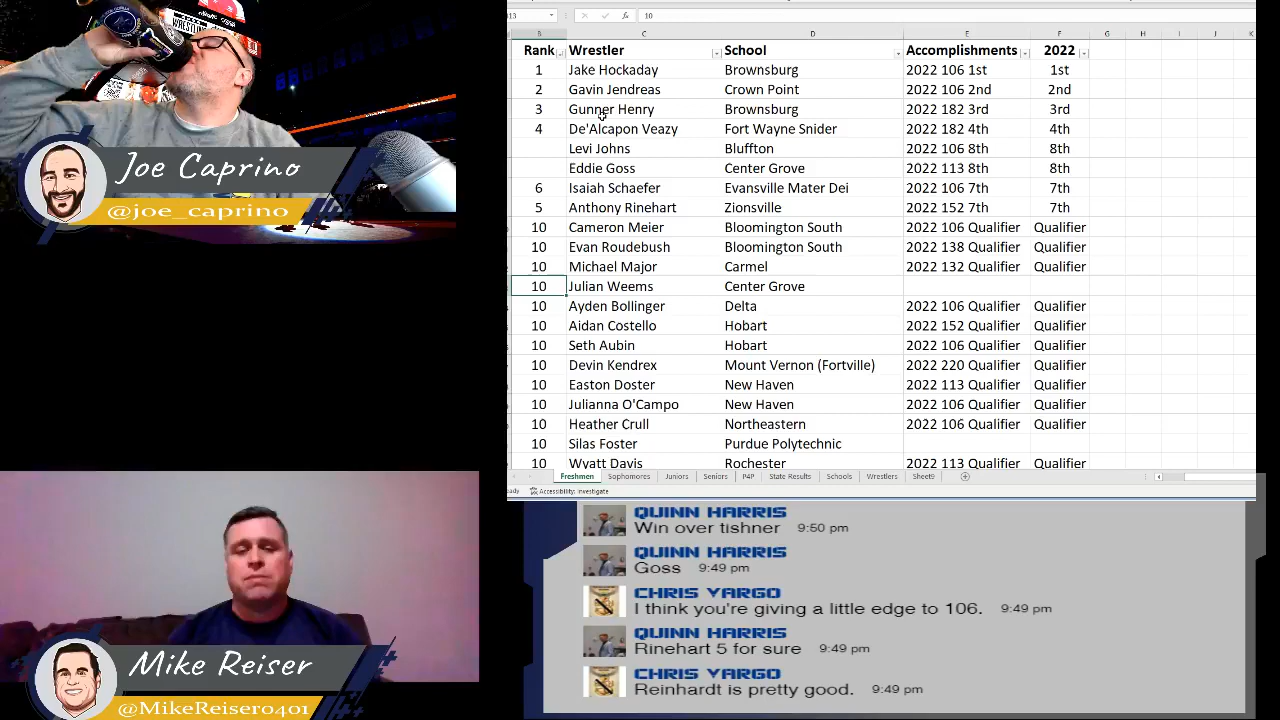 Joe Caprino
@joe_caprino
10
B C D E F G H I J K
Rank Wrestler School Accomplishments 2022
1 Jake Hockaday Brownsburg 2022 106 1st 1st
2 Gavin Jendreas Crown Point 2022 106 2nd 2nd
3 Gunner Henry Brownsburg 2022 182 3rd 3rd
4 De'Alcapon Veazy Fort Wayne Snider 2022 182 4th 4th
Levi Johns Bluffton 2022 106 8th 8th
Eddie Goss Center Grove 2022 113 8th 8th
6 Isaiah Schaefer Evansville Mater Dei 2022 106 7th 7th
5 Anthony Rinehart Zionsville 2022 152 7th 7th
10 Cameron Meier Bloomington South 2022 106 Qualifier Qualifier
10 Evan Roudebush Bloomington South 2022 138 Qualifier Qualifier
10 Michael Major Carmel 2022 132 Qualifier Qualifier
10 Julian Weems Center Grove
10 Ayden Bollinger Delta 2022 106 Qualifier Qualifier
10 Aidan Costello Hobart 2022 152 Qualifier Qualifier
10 Seth Aubin Hobart 2022 106 Qualifier Qualifier
10 Devin Kendrex Mount Vernon (Fortville) 2022 220 Qualifier Qualifier
10 Easton Doster New Haven 2022 113 Qualifier Qualifier
10 Julianna O'Campo New Haven 2022 106 Qualifier Qualifier
10 Heather Crull Northeastern 2022 106 Qualifier Qualifier
10 Silas Foster Purdue Polytechnic
10 Wyatt Davis Rochester 2022 113 Qualifier Qualifier
Freshmen Sophomores Juniors Seniors P4P State Results Schools Wrestlers Sheet9
Accessibility: Investigate
QUINN HARRIS
Win over tishner 9:50 pm
QUINN HARRIS
Goss 9:49 pm
CHRIS YARGO
I think you're giving a little edge to 106. 9:49 pm
QUINN HARRIS
Rinehart 5 for sure 9:49 pm
CHRIS YARGO
Reinhardt is pretty good. 9:49 pm
Mike Reiser
@MikeReiser0401